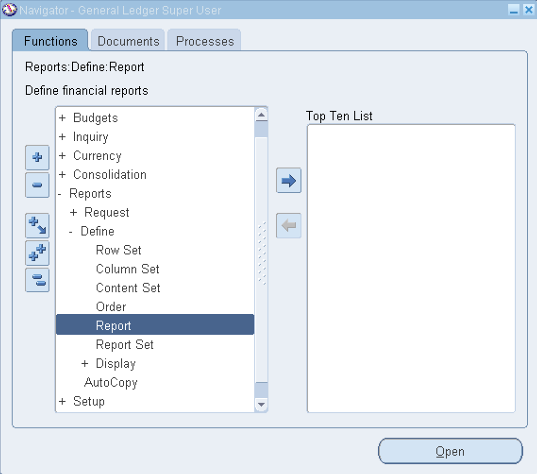 Navigator - General Ledger Super User
Functions
Documents
Processes
Reports:Define:Report
Define financial reports
+ Budgets
+ Inquiry
+ Currency
+ Consolidation
- Reports
+ Request
- Define
Row Set
Column Set
Content Set
Order
Report
Report Set
+ Display
AutoCopy
+ Setup
Top Ten List
Open